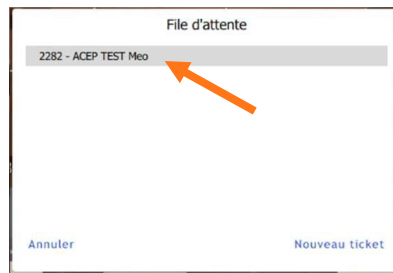 File d'attente
2282 - ACEP TEST Meo
Annuler
Nouveau ticket